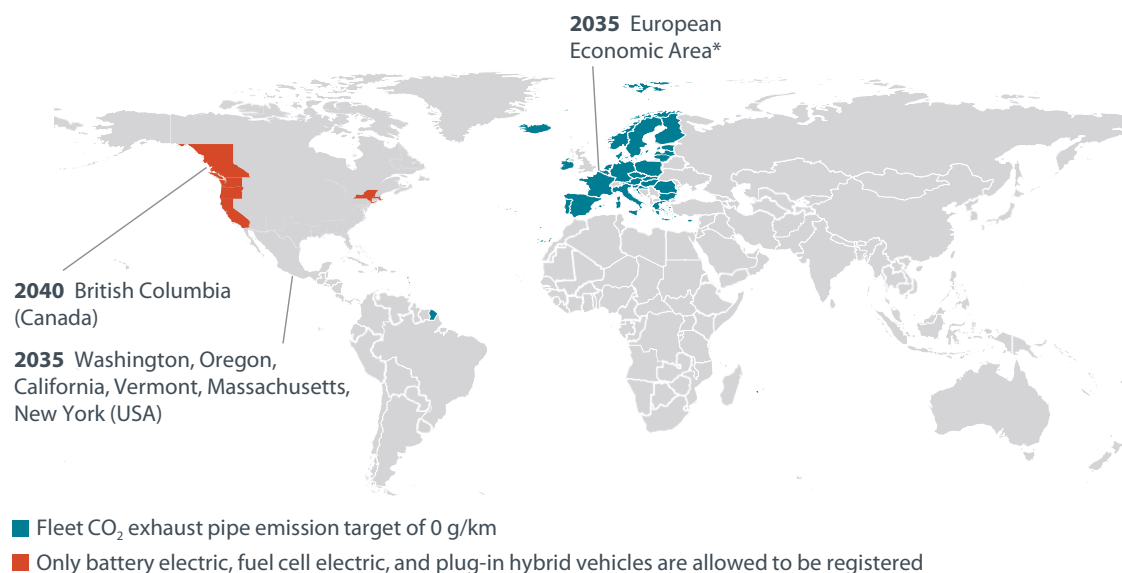 2035 European
Economic Area*
2040 British Columbia
(Canada)
2035 Washington, Oregon,
California, Vermont, Massachusetts,
New York (USA)
Fleet CO₂ exhaust pipe emission target of 0 g/km
Only battery electric, fuel cell electric, and plug-in hybrid vehicles are allowed to be registered